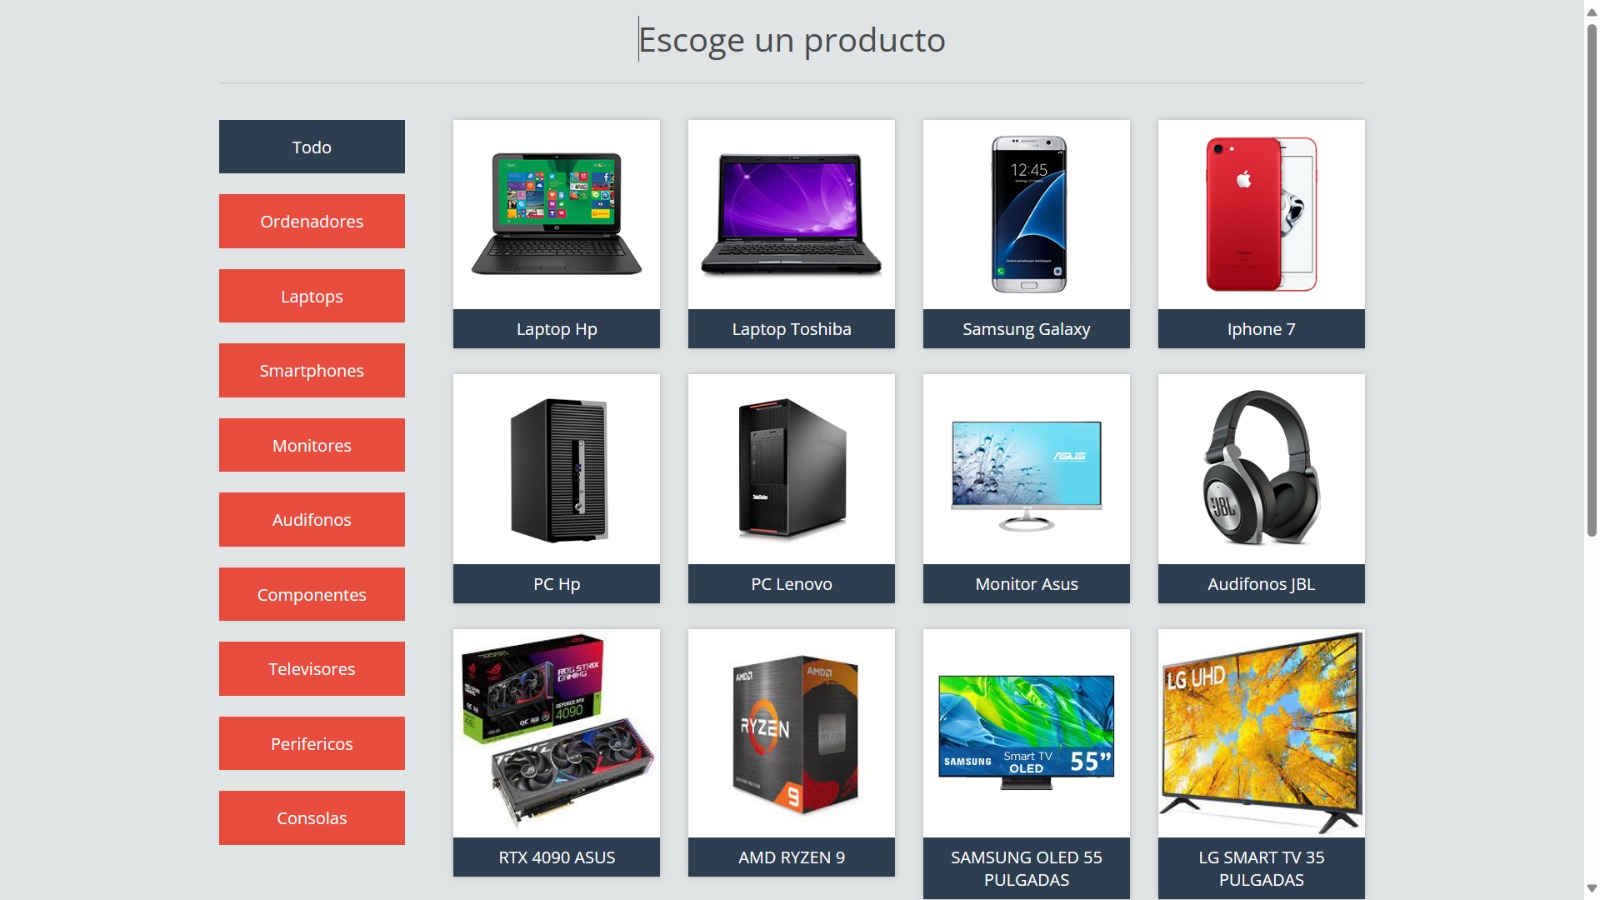 Escoge un producto
Todo
Ordenadores
Laptops
Smartphones
Monitores
Audifonos
Componentes
Televisores
Perifericos
Consolas
Laptop Hp
Laptop Toshiba
12:45
Samsung Galaxy
Iphone 7
PC Hp
PC Lenovo
ASUS
Monitor Asus
JBL
Audifonos JBL
ROG STRIX
GAMING
GEFORCE RTX
4090
RTX 4090 ASUS
AMD
AMD
RYZEN
9
AMD RYZEN 9
SAMSUNG
Smart TV
OLED
55”
SAMSUNG OLED 55
PULGADAS
LG UHD
LG SMART TV 35
PULGADAS